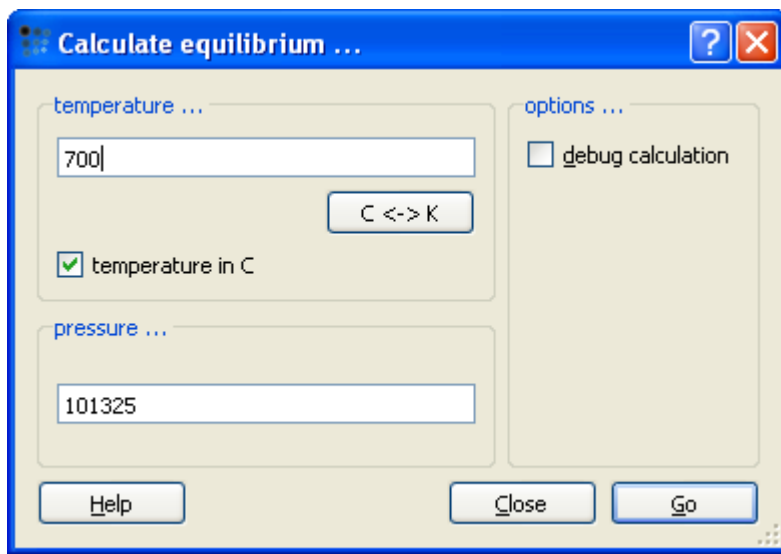 Calculate equilibrium ...
temperature ...
700
C <-> K
temperature in C
pressure ...
101325
options ...
debug calculation
Help
Close
Go